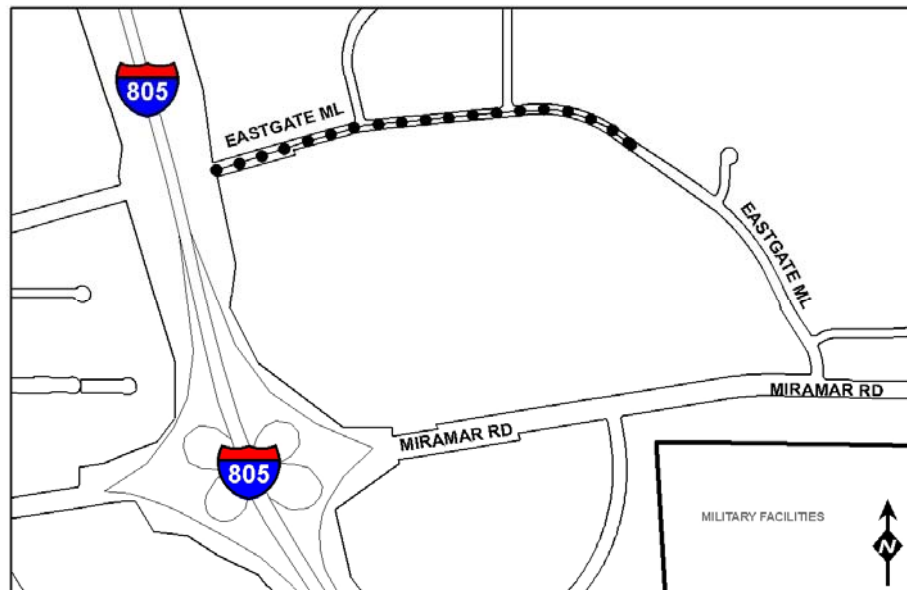 805
EASTGATE ML
EASTGATE ML
MIRAMAR RD
MIRAMAR RD
805
MILITARY FACILITIES
N